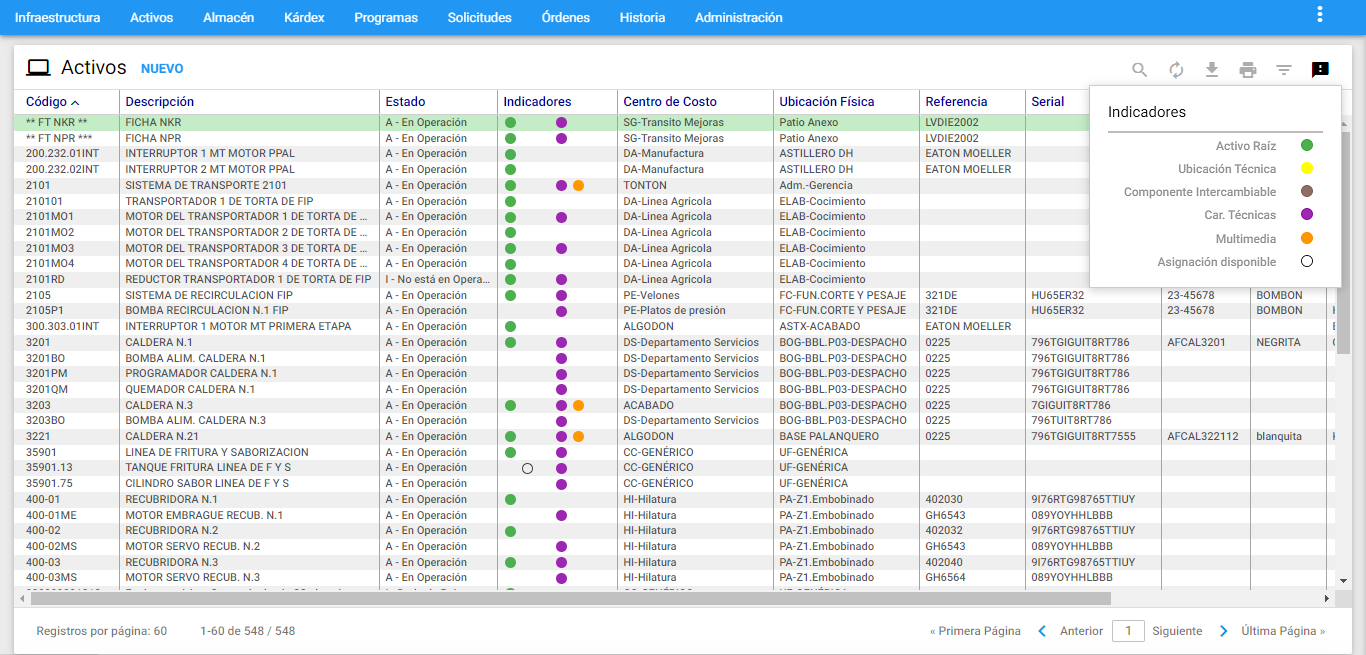 Infraestructura Activos Almacén Kárdex Programas Solicitudes Órdenes Historia Administración
Activos NUEVO
Código Descripción Estado Indicadores Centro de Costo Ubicación Física Referencia Serial
Indicadores
Activo Raíz
Ubicación Técnica
Componente Intercambiable
Car. Técnicas
Multimedia
Asignación disponible
** FT NKR ** FICHA NKR A - En Operación SG-Transito Mejoras Patio Anexo LVDIE2002
** FT NPR *** FICHA NPR A - En Operación SG-Transito Mejoras Patio Anexo LVDIE2002
200.232.01INT INTERRUPTOR 1 MT MOTOR PPAL A - En Operación DA-Manufactura ASTILLERO DH EATON MOELLER
200.232.02INT INTERRUPTOR 2 MT MOTOR PPAL A - En Operación DA-Manufactura ASTILLERO DH EATON MOELLER
2101 SISTEMA DE TRANSPORTE 2101 A - En Operación TONTON Adm.-Gerencia
210101 TRANSPORTADOR 1 DE TORTA DE FIP A - En Operación DA-Linea Agricola ELAB-Cocimiento
2101MO1 MOTOR DEL TRANSPORTADOR 1 DE TORTA DE ... A - En Operación DA-Linea Agricola ELAB-Cocimiento
2101MO2 MOTOR DEL TRANSPORTADOR 2 DE TORTA DE ... A - En Operación DA-Linea Agricola ELAB-Cocimiento
2101MO3 MOTOR DEL TRANSPORTADOR 3 DE TORTA DE ... A - En Operación DA-Linea Agricola ELAB-Cocimiento
2101MO4 MOTOR DEL TRANSPORTADOR 4 DE TORTA DE ... A - En Operación DA-Linea Agricola ELAB-Cocimiento
2101RD REDUCTOR TRANSPORTADOR 1 DE TORTA DE FIP I - No está en Opera... DA-Linea Agricola ELAB-Cocimiento
2105 SISTEMA DE RECIRCULACION FIP A - En Operación PE-Velones FC-FUN.CORTE Y PESAJE 321DE HU65ER32 23-45678 BOMBON
2105P1 BOMBA RECIRCULACION N.1 FIP A - En Operación PE-Platos de presión FC-FUN.CORTE Y PESAJE 321DE HU65ER32 23-45678 BOMBON
300.303.01INT INTERRUPTOR 1 MOTOR MT PRIMERA ETAPA A - En Operación ALGODON ASTX-ACABADO EATON MOELLER
3201 CALDERA N.1 A - En Operación DS-Departamento Servicios BOG-BBL.P03-DESPACHO 0225 796TGIGUIT8RT786 AFCAL3201 NEGRITA
3201BO BOMBA ALIM. CALDERA N.1 A - En Operación DS-Departamento Servicios BOG-BBL.P03-DESPACHO 0225 796TGIGUIT8RT786
3201PM PROGRAMADOR CALDERA N.1 A - En Operación DS-Departamento Servicios BOG-BBL.P03-DESPACHO 0225 796TGIGUIT8RT786
3201QM QUEMADOR CALDERA N.1 A - En Operación DS-Departamento Servicios BOG-BBL.P03-DESPACHO 0225 796TGIGUIT8RT786
3203 CALDERA N.3 A - En Operación ACABADO BOG-BBL.P03-DESPACHO 0225 7GIGUIT8RT786
3203BO BOMBA ALIM. CALDERA N.3 A - En Operación DS-Departamento Servicios BOG-BBL.P03-DESPACHO 0225 796TUIT8RT786
3221 CALDERA N.21 A - En Operación ALGODON BASE PALANQUERO 0225 796TGIGUIT8RT7555 AFCAL322112 blanquita
35901 LINEA DE FRITURA Y SABORIZACION A - En Operación CC-GENÉRICO UF-GENÉRICA
35901.13 TANQUE FRITURA LINEA DE F Y S A - En Operación CC-GENÉRICO UF-GENÉRICA
35901.75 CILINDRO SABOR LINEA DE F Y S A - En Operación CC-GENÉRICO UF-GENÉRICA
400-01 RECUBRIDORA N.1 A - En Operación HI-Hilatura PA-Z1.Embobinado 402030 9I76RTG98765TTIUY
400-01ME MOTOR EMBRAGUE RECUB. N.1 A - En Operación HI-Hilatura PA-Z1.Embobinado GH6543 089YOYHHLBBB
400-02 RECUBRIDORA N.2 A - En Operación HI-Hilatura PA-Z1.Embobinado 402032 9I76RTG98765TTIUY
400-02MS MOTOR SERVO RECUB. N.2 A - En Operación HI-Hilatura PA-Z1.Embobinado GH6543 089YOYHHLBBB
400-03 RECUBRIDORA N.3 A - En Operación HI-Hilatura PA-Z1.Embobinado 402040 9I76RTG98765TTIUY
400-03MS MOTOR SERVO RECUB. N.3 A - En Operación HI-Hilatura PA-Z1.Embobinado GH6564 089YOYHHLBBB
Registros por página: 60 1-60 de 548 / 548 « Primera Página Anterior 1 Siguiente Última Página »